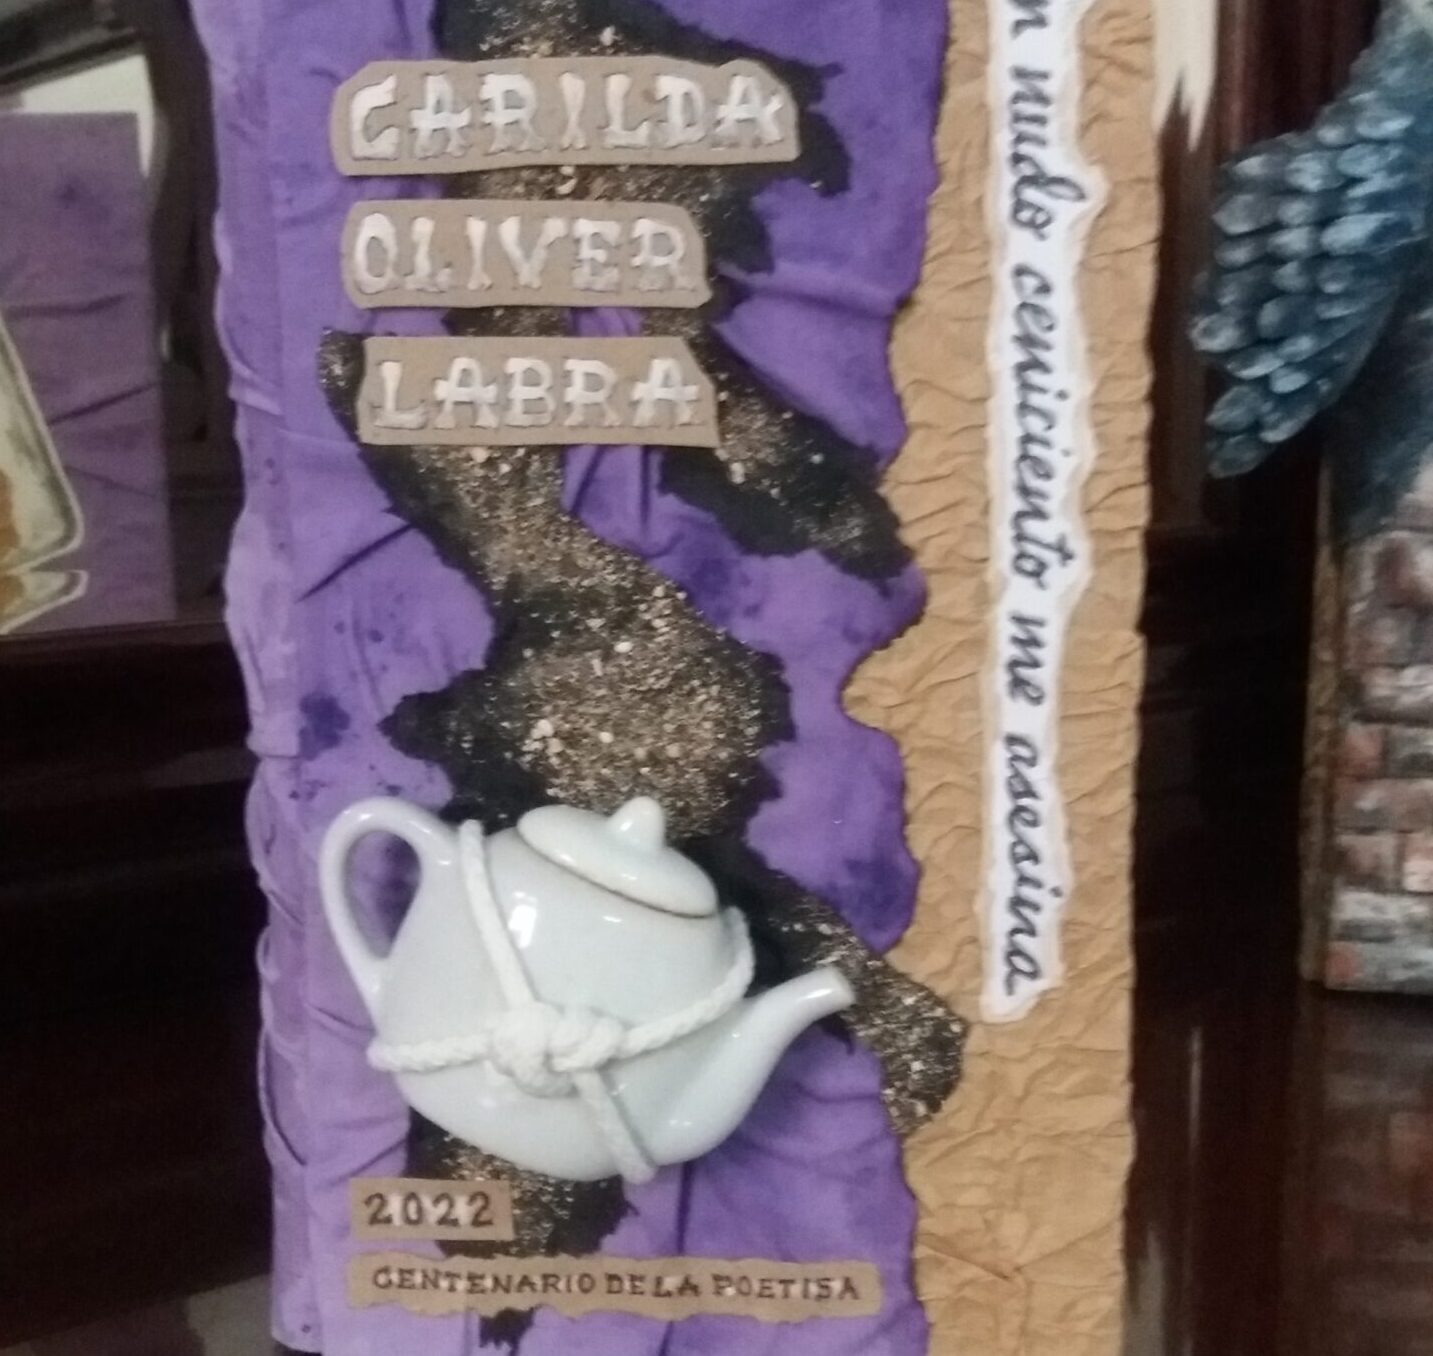 CARILDA
OLIVER
LABRA
nudo ceniciento me asesina
2022
CENTENARIO DE LA POETISA